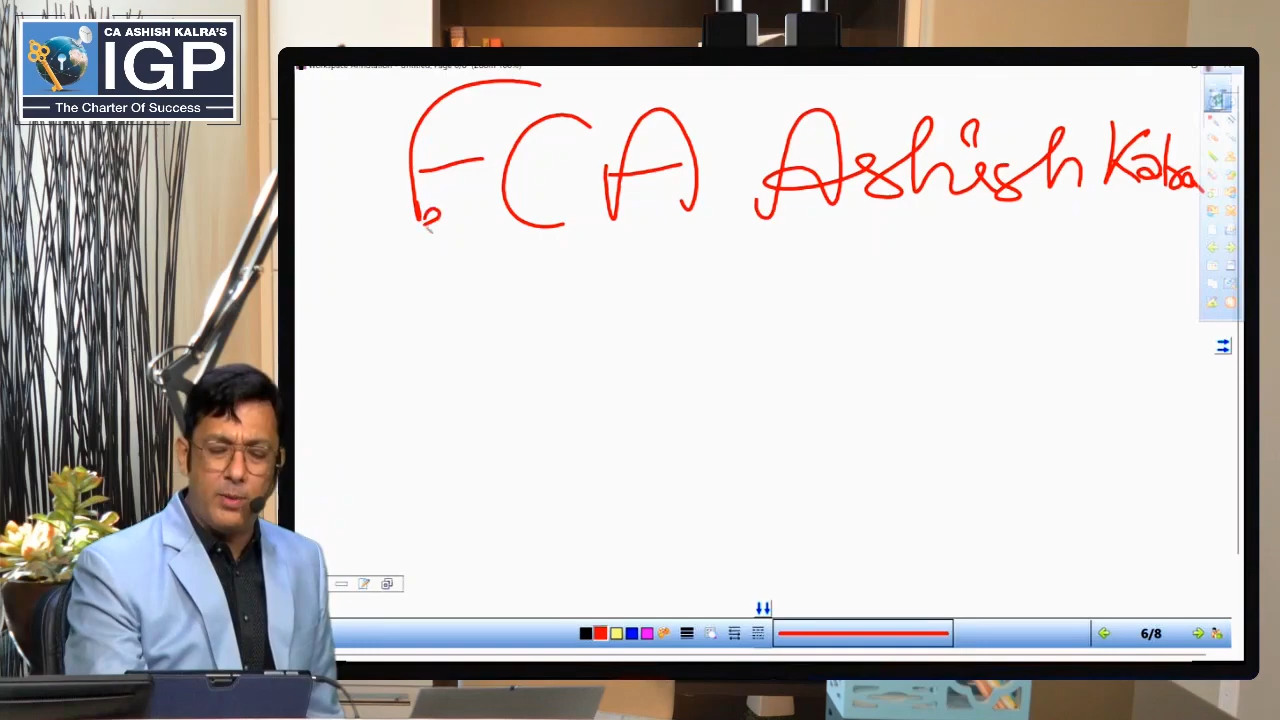 CA ASHISH KALRA'S
IGP
The Charter Of Success
FCA Ashish Kalra
6/8